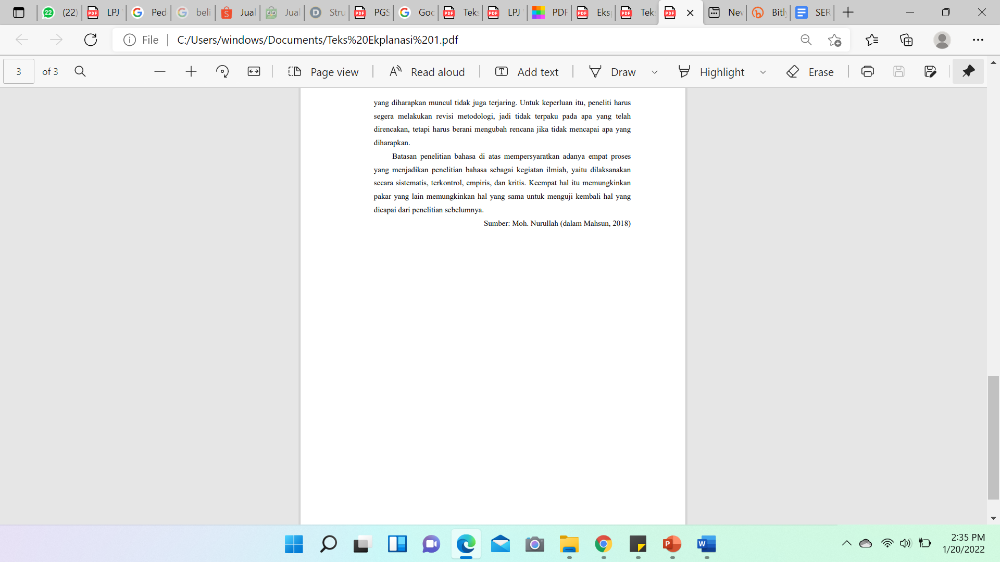 (22)
LPJ
Ped
beli
Jual
Jual
Stru
PGS
Goo
Teks
LPJ
PDF
Eks
Teks
New
Bitly
SER
File
C:/Users/windows/Documents/Teks%20Ekplanasi%201.pdf
3 of 3
Page view
Read aloud
Add text
Draw
Highlight
Erase
yang diharapkan muncul tidak juga terjaring. Untuk keperluan itu, peneliti harus
segera melakukan revisi metodologi, jadi tidak terpaku pada apa yang telah
direncakan, tetapi harus berani mengubah rencana jika tidak mencapai apa yang
diharapkan.
Batasan penelitian bahasa di atas mempersyaratkan adanya empat proses
yang menjadikan penelitian bahasa sebagai kegiatan ilmiah, yaitu dilaksanakan
secara sistematis, terkontrol, empiris, dan kritis. Keempat hal itu memungkinkan
pakar yang lain memungkinkan hal yang sama untuk menguji kembali hal yang
dicapai dari penelitian sebelumnya.
Sumber: Moh. Nurullah (dalam Mahsun, 2018)
2:35 PM
1/20/2022